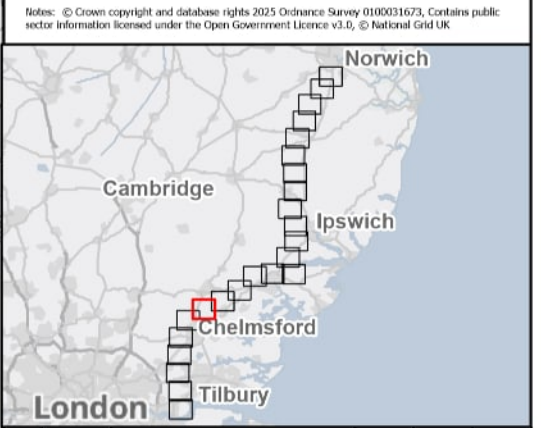 Notes: © Crown copyright and database rights 2025 Ordnance Survey 0100031673, Contains public
sector information licensed under the Open Government Licence v3.0, © National Grid UK
Norwich
Cambridge
Ipswich
Chelmsford
Tilbury
London